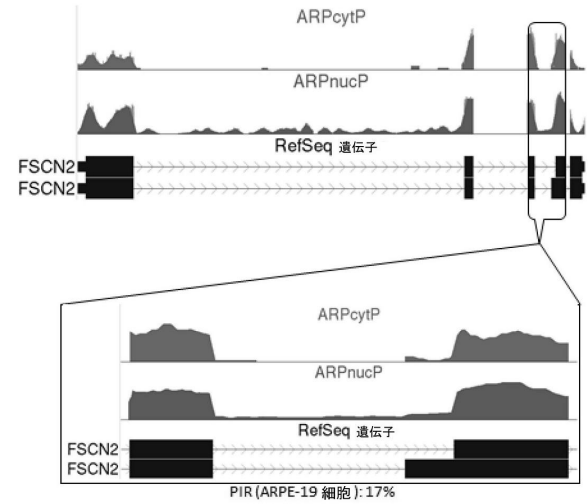 ARPcytP
ARPnucP
RefSeq 遺伝子
FSCN2
FSCN2
ARPcytP
ARPnucP
RefSeq 遺伝子
FSCN2
FSCN2
PIR (ARPE-19 細胞): 17%